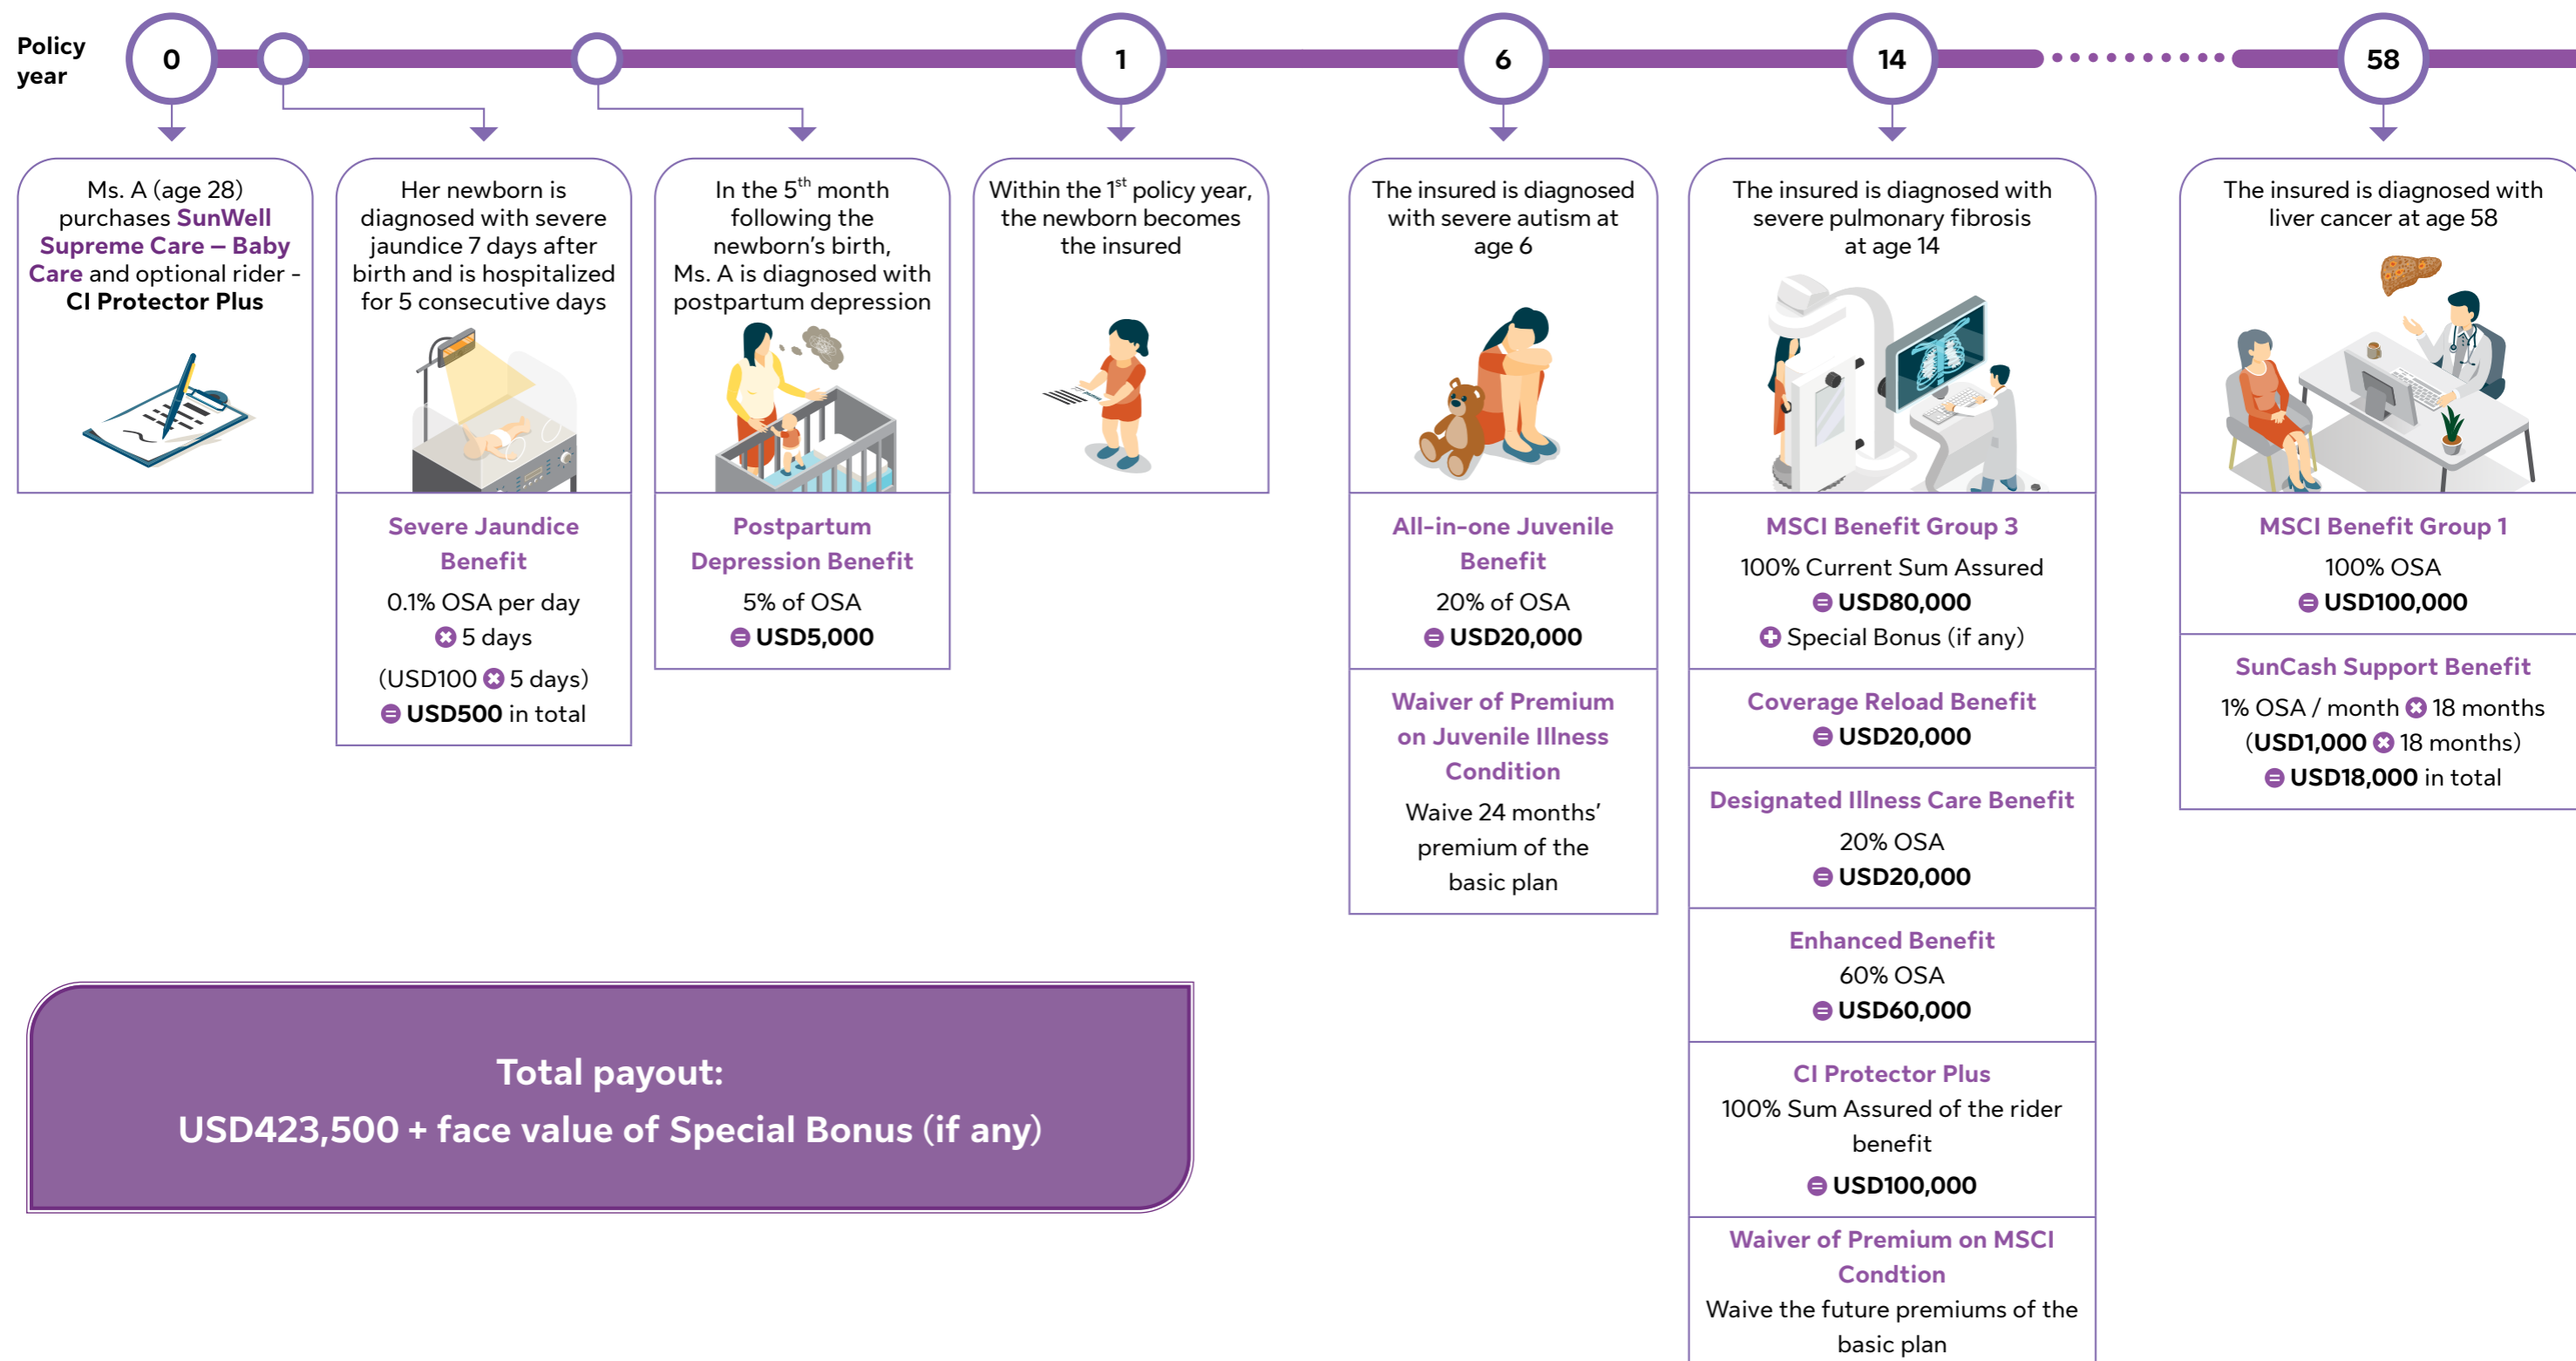 Policy
year
0
1
6
14
58
Ms. A (age 28)
purchases SunWell
Supreme Care – Baby
Care and optional rider -
CI Protector Plus
Her newborn is
diagnosed with severe
jaundice 7 days after
birth and is hospitalized
for 5 consecutive days
Severe Jaundice
Benefit
0.1% OSA per day
× 5 days
(USD100 × 5 days)
= USD500 in total
In the 5th month
following the
newborn's birth,
Ms. A is diagnosed with
postpartum depression
Postpartum
Depression Benefit
5% of OSA
= USD5,000
Within the 1st policy year,
the newborn becomes
the insured
The insured is diagnosed
with severe autism at
age 6
All-in-one Juvenile
Benefit
20% of OSA
= USD20,000
Waiver of Premium
on Juvenile Illness
Condition
Waive 24 months'
premium of the
basic plan
The insured is diagnosed with
severe pulmonary fibrosis
at age 14
MSCI Benefit Group 3
100% Current Sum Assured
= USD80,000
+ Special Bonus (if any)
Coverage Reload Benefit
= USD20,000
Designated Illness Care Benefit
20% OSA
= USD20,000
Enhanced Benefit
60% OSA
= USD60,000
CI Protector Plus
100% Sum Assured of the rider
benefit
= USD100,000
Waiver of Premium on MSCI
Condtion
Waive the future premiums of the
basic plan
The insured is diagnosed with
liver cancer at age 58
MSCI Benefit Group 1
100% OSA
= USD100,000
SunCash Support Benefit
1% OSA / month × 18 months
(USD1,000 × 18 months)
= USD18,000 in total
Total payout:
USD423,500 + face value of Special Bonus (if any)